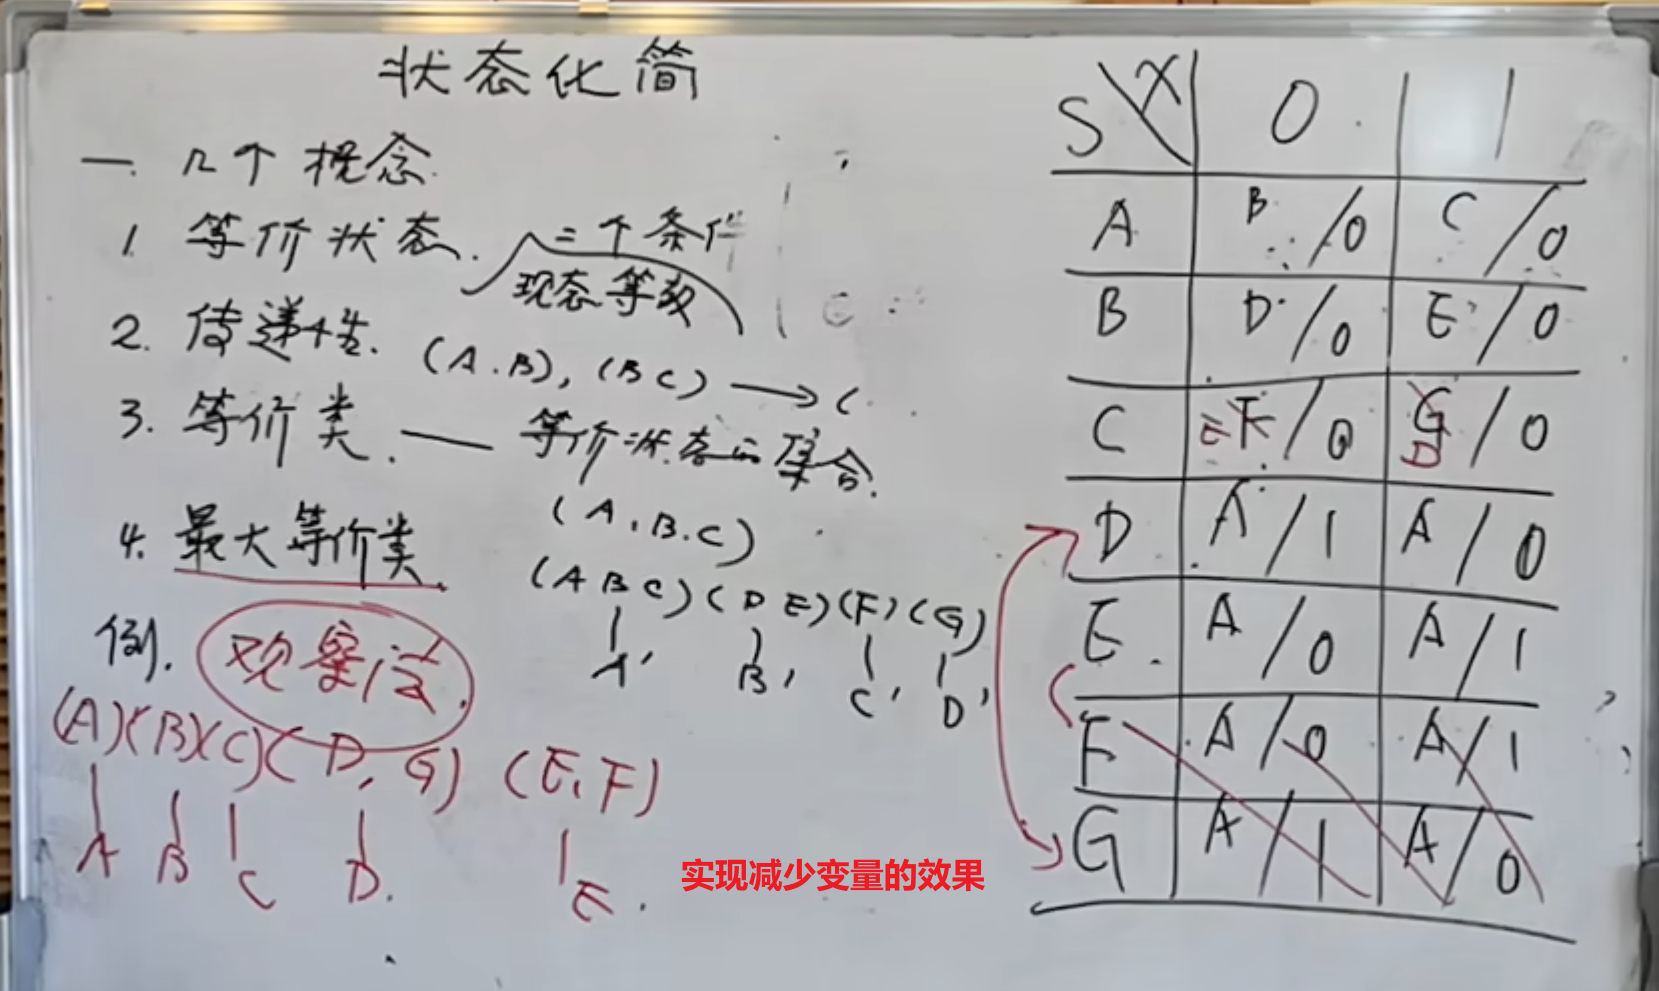 状态化简
一. 几个概念.
1. 等价状态. 二个条件
现态等效
2. 传递性. (A.B), (BC) → (
3. 等价类. — 等价状态的集合.
(A.B.C)
4. 最大等价类.
(A B C)(D E)(F)(G)
A' B' C' D'
例. 观察法.
(A)(B)(C)(D, G) (E, F)
A B C D. E.
实现减少变量的效果
S\X 0 1
A B/0 C/0
B D/0 E/0
C E F/0 G D/0
D A/1 A/0
E A/0 A/1
F A/0 A/1
G A/1 A/0